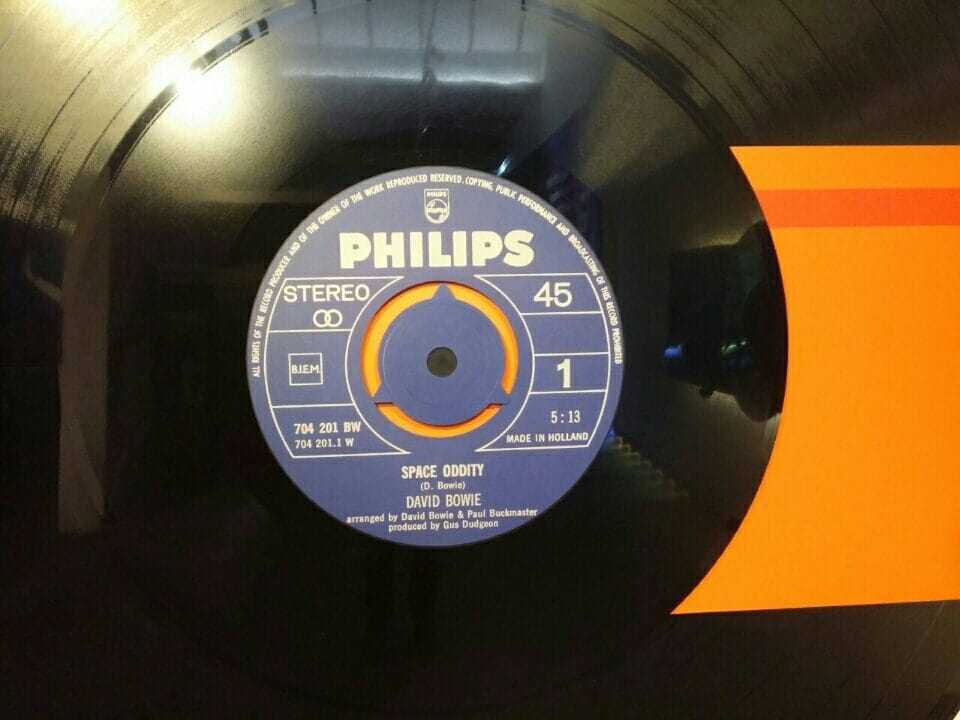 ALL RIGHTS OF THE RECORD PRODUCER AND OF THE OWNER OF THE WORK REPRODUCED RESERVED. COPYING, PUBLIC PERFORMANCE AND BROADCASTING OF THIS RECORD PROHIBITED
PHILIPS
PHILIPS
STEREO
45
B.I.E.M.
1
704 201 BW
704 201.1 W
5:13
MADE IN HOLLAND
SPACE ODDITY
(D. Bowie)
DAVID BOWIE
arranged by David Bowie & Paul Buckmaster
produced by Gus Dudgeon